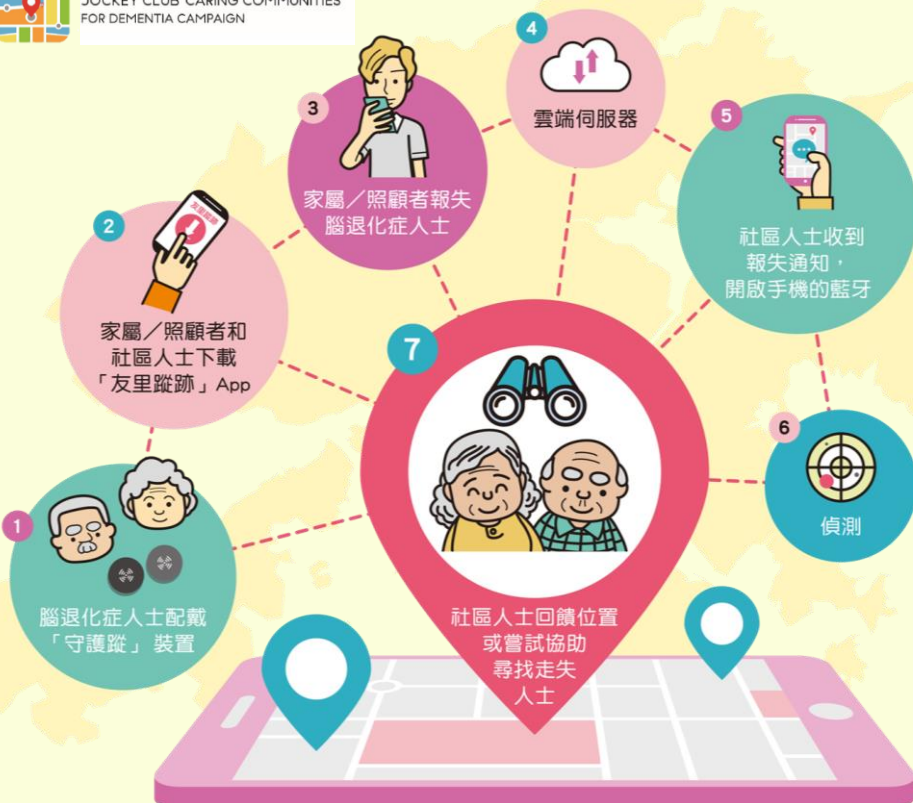 JOCKEY CLUB CARING COMMUNITIES
FOR DEMENTIA CAMPAIGN
1
腦退化症人士配戴
「守護蹤」裝置
2
友里蹤跡
家屬／照顧者和
社區人士下載
「友里蹤跡」App
3
家屬／照顧者報失
腦退化症人士
4
雲端伺服器
5
社區人士收到
報失通知，
開啟手機的藍牙
6
偵測
7
社區人士回饋位置
或嘗試協助
尋找走失
人士